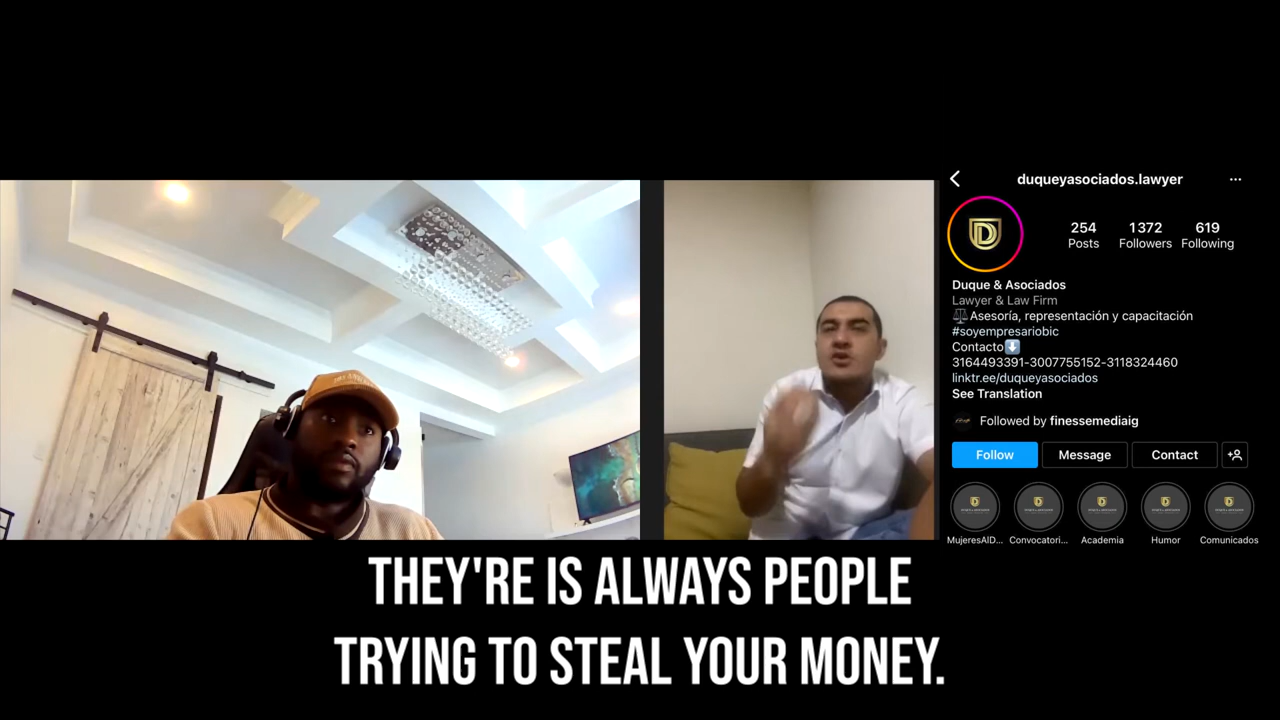 duqueyasociados.lawyer
254 1372 619
Posts Followers Following
Duque & Asociados
Lawyer & Law Firm
⚖️Asesoría, representación y capacitación
#soyempresariobic
Contacto⬇️
3164493391-3007755152-3118324460
linktr.ee/duqueyasociados
See Translation
Followed by finessemediaig
Follow Message Contact
MujeresAlD... Convocatori... Academia Humor Comunicados
THEY'RE IS ALWAYS PEOPLE
TRYING TO STEAL YOUR MONEY.